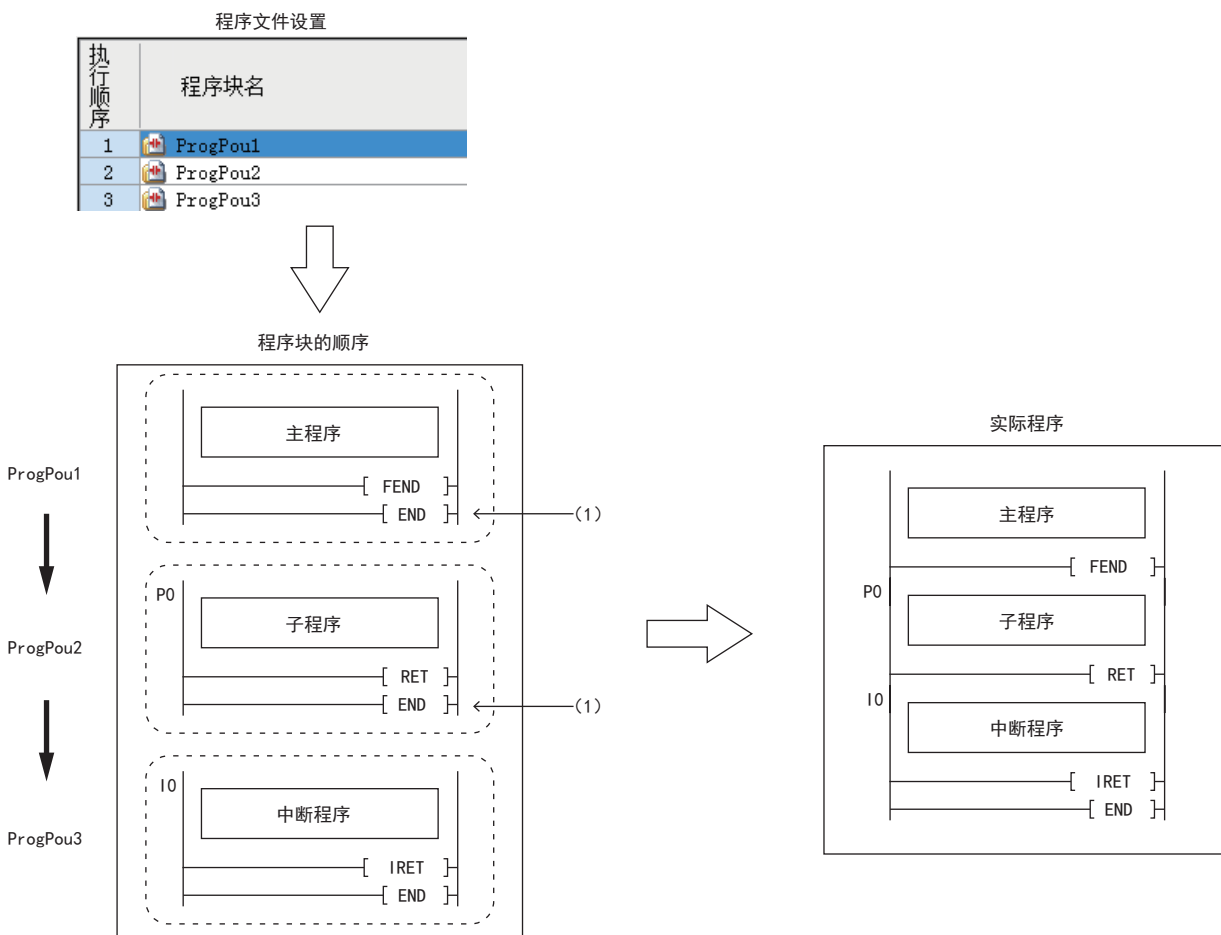 程序文件设置
执行顺序
程序块名
1 ProgPou1
2 ProgPou2
3 ProgPou3
程序块的顺序
ProgPou1
主程序
FEND
END
(1)
ProgPou2
P0
子程序
RET
END
(1)
ProgPou3
I0
中断程序
IRET
END
实际程序
主程序
FEND
P0
子程序
RET
I0
中断程序
IRET
END